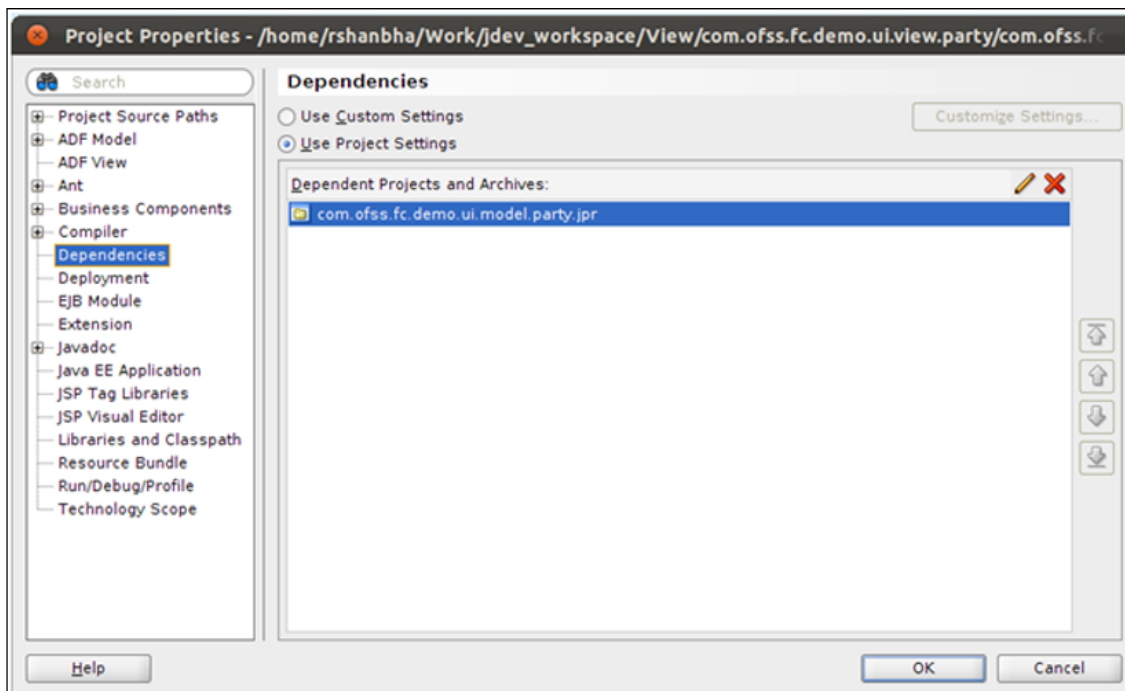 Project Properties - /home/rshanbha/Work/jdev_workspace/View/com.ofss.fc.demo.ui.view.party/com.ofss.fc
Search
Project Source Paths
ADF Model
ADF View
Ant
Business Components
Compiler
Dependencies
Deployment
EJB Module
Extension
Javadoc
Java EE Application
JSP Tag Libraries
JSP Visual Editor
Libraries and Classpath
Resource Bundle
Run/Debug/Profile
Technology Scope
Dependencies
Use Custom Settings
Customize Settings...
Use Project Settings
Dependent Projects and Archives:
com.ofss.fc.demo.ui.model.party.jpr
Help
OK
Cancel